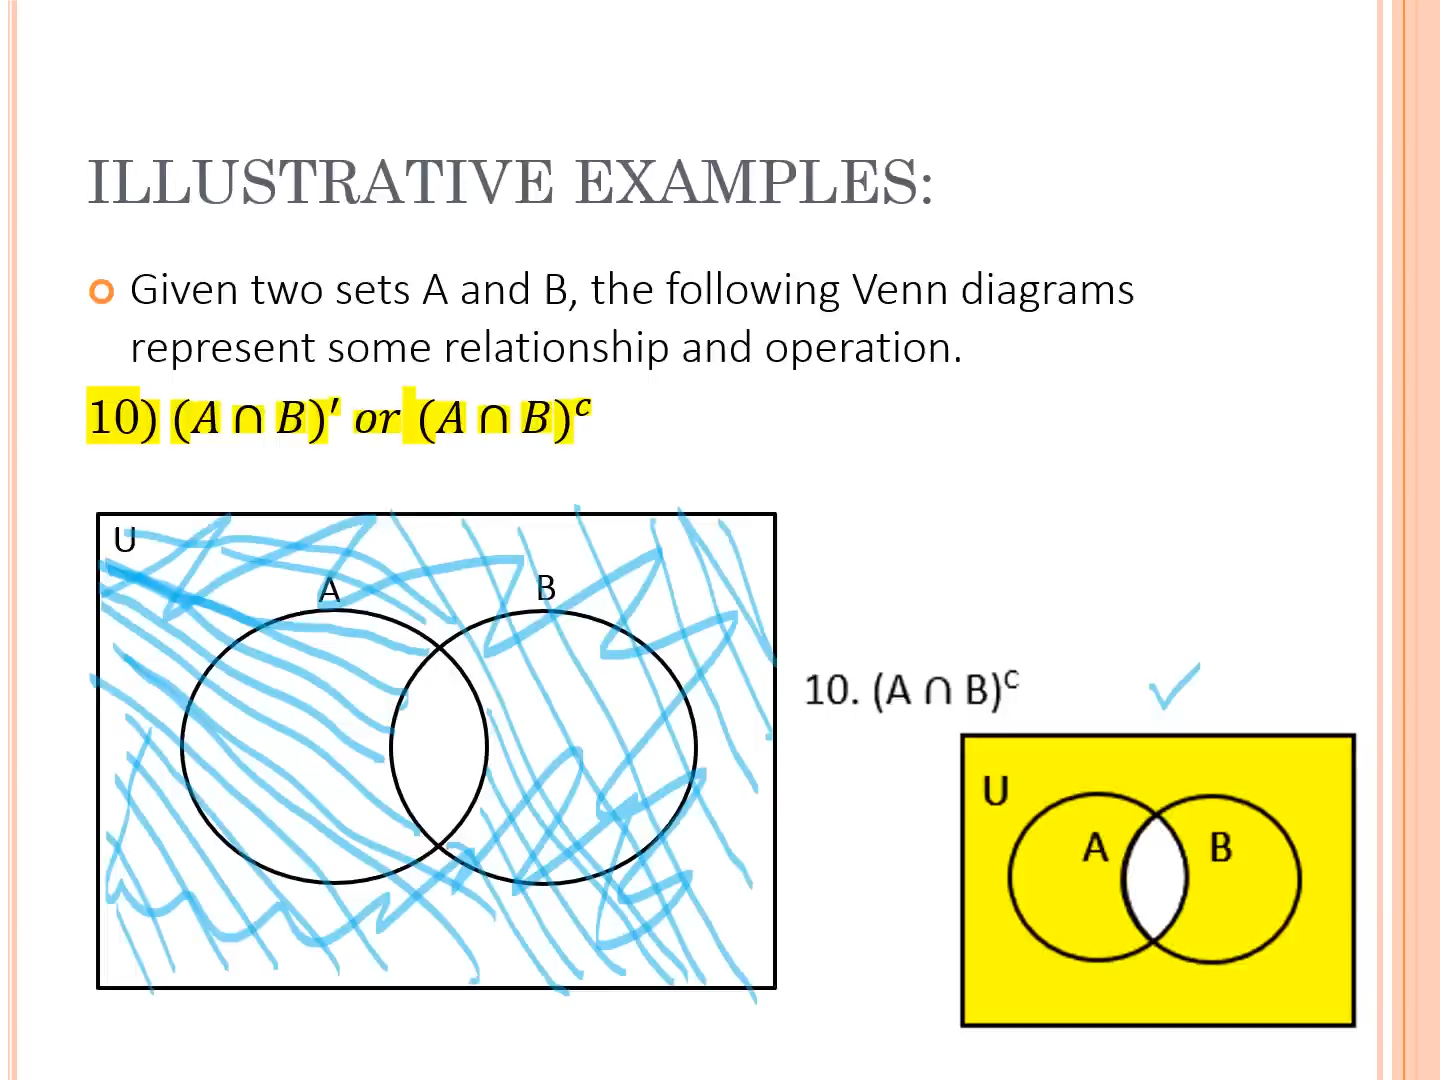 ILLUSTRATIVE EXAMPLES:
Given two sets A and B, the following Venn diagrams
represent some relationship and operation.
10) (A ∩ B)′ or (A ∩ B)ᶜ
U
A
B
10. (A ∩ B)ᶜ
U
A
B